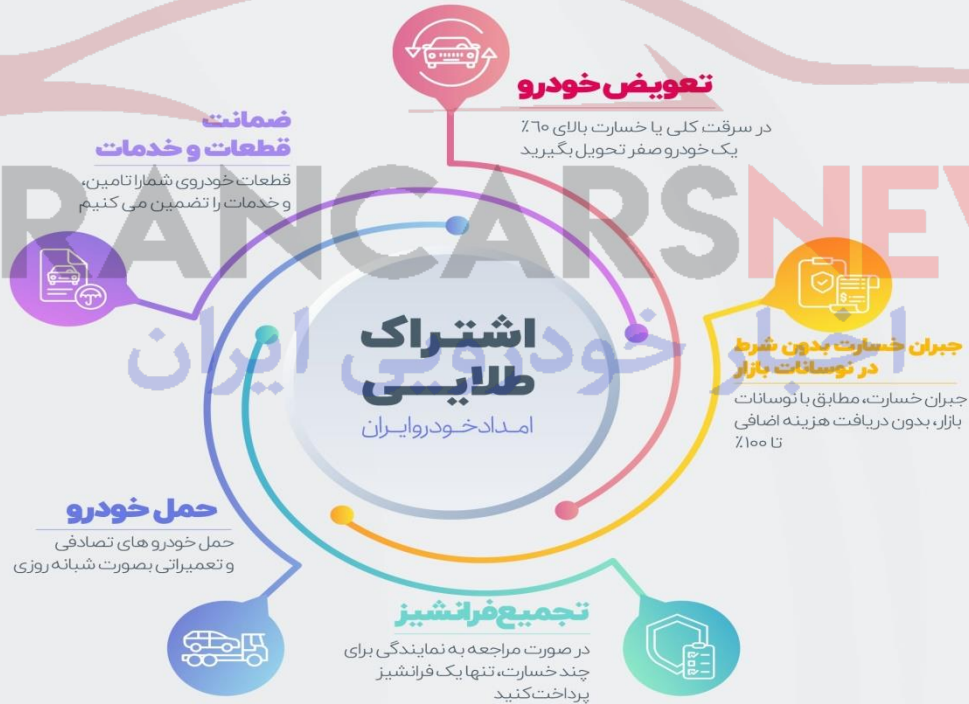 تعویض خودرو
در سرقت کلی یا خسارت بالای ۶۰٪
یک خودرو صفر تحویل بگیرید
ضمانت
قطعات و خدمات
قطعات خودروی شما را تامین،
و خدمات را تضمین می کنیم
RANCARSNEW
اخبار خودرویی ایران
اشتراک
طلایی
امداد خودرو ایران
جبران خسارت بدون شرط
در نوسانات بازار
جبران خسارت، مطابق با نوسانات
بازار، بدون دریافت هزینه اضافی
تا ۱۰۰٪
حمل خودرو
حمل خودرو های تصادفی
و تعمیراتی بصورت شبانه روزی
تجمیع فرانشیز
در صورت مراجعه به نمایندگی برای
چند خسارت، تنها یک فرانشیز
پرداخت کنید